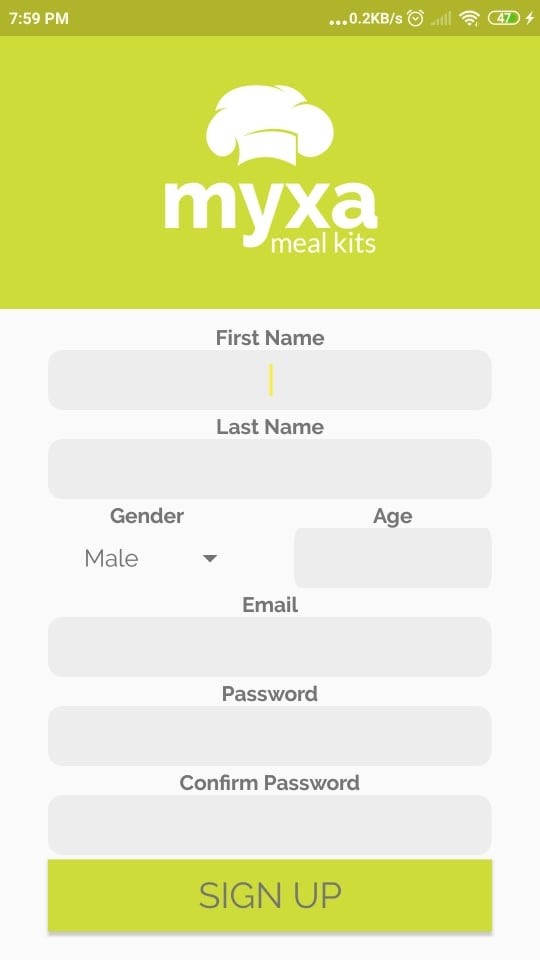 7:59 PM ...0.2KB/s 47
myxa
meal kits
First Name
Last Name
Gender Age
Male
Email
Password
Confirm Password
SIGN UP